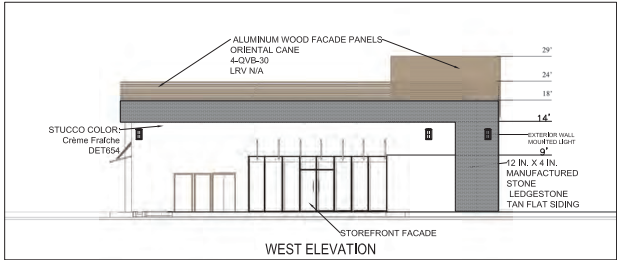 ALUMINUM WOOD FACADE PANELS
ORIENTAL CANE
4-QVB-30
LRV N/A
29'
24'
18'
14'
STUCCO COLOR:
Crème Fraîche
DET654
EXTERIOR WALL
MOUNTED LIGHT
9'
12 IN. X 4 IN.
MANUFACTURED
STONE
LEDGESTONE
TAN FLAT SIDING
STOREFRONT FACADE
WEST ELEVATION